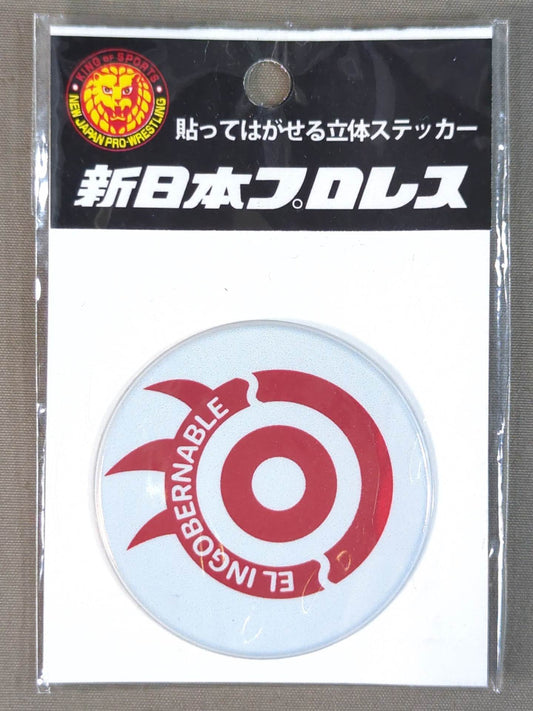 KING OF SPORTS
NEW JAPAN PRO-WRESTLING
貼ってはがせる立体ステッカー
新日本プロレス
EL INGOBERNABLE